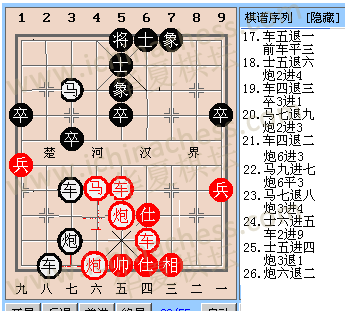 1 2 3 4 5 6 7 8 9
将 士 象
士
马 象
卒 卒 卒
卒
楚 河 汉 界
兵
车 马 车 兵
炮 仕
炮 车
车 炮 帅 仕 相
九 八 七 六 五 四 三 二 一
棋谱序列 [隐藏]
17. 车五退一
前车平三
18. 士五退六
炮2进4
19. 车四退三
卒3进1
20. 马七退九
炮2进3
21. 车四退二
炮6进3
22. 马九进七
炮6平3
23. 马七退八
炮3进4
24. 士六进五
车2进9
25. 士五进四
炮3退1
26. 炮六退二